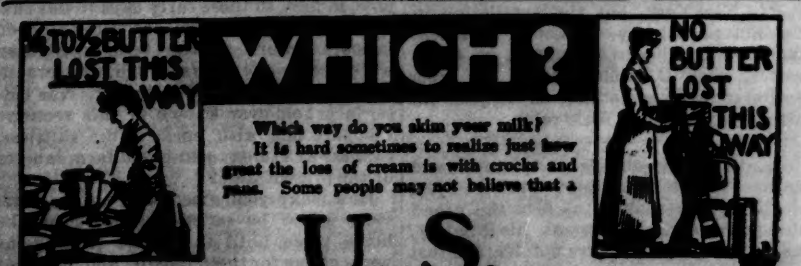 ¼ TO ½ BUTTER
LOST THIS
WAY
WHICH?
NO
BUTTER
LOST
THIS
WAY
Which way do you skim your milk?
It is hard sometimes to realize just how
great the loss of cream is with crocks and
pans. Some people may not believe that a
U. S.